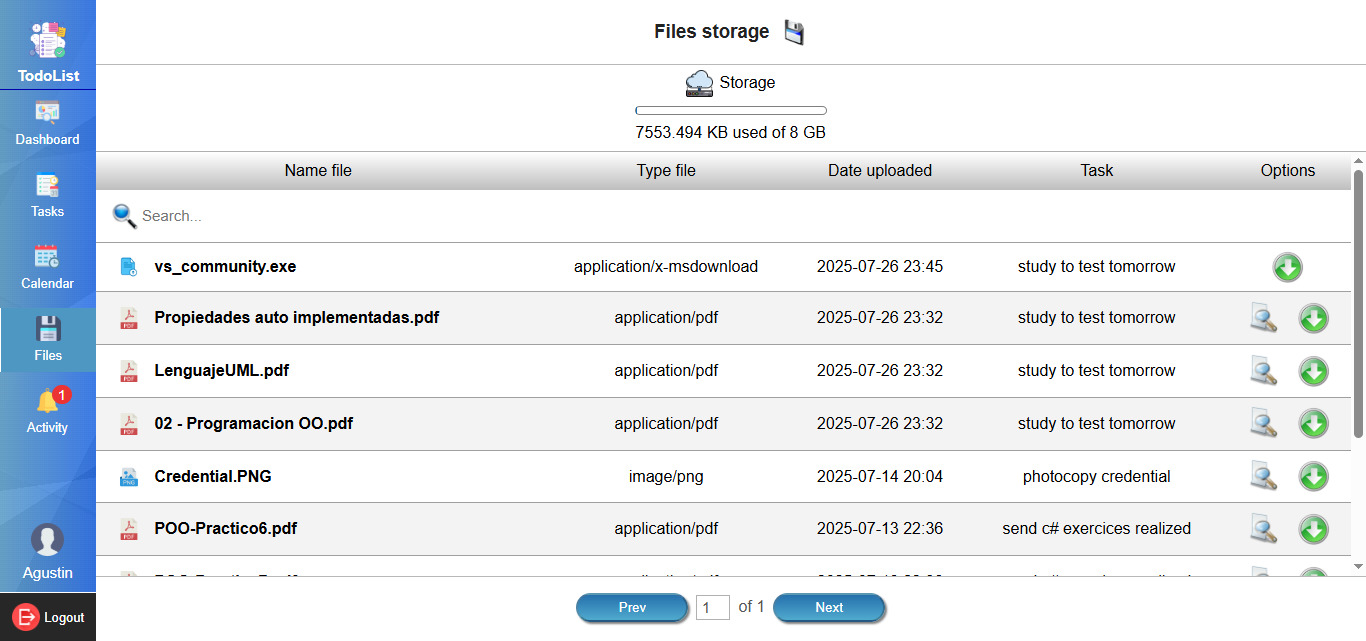 Files storage
TodoList
Storage
7553.494 KB used of 8 GB
Dashboard
Tasks
Calendar
Files
1
Activity
Agustin
Logout
Name file Type file Date uploaded Task Options
Search...
vs_community.exe application/x-msdownload 2025-07-26 23:45 study to test tomorrow
PDF Propiedades auto implementadas.pdf application/pdf 2025-07-26 23:32 study to test tomorrow
PDF LenguajeUML.pdf application/pdf 2025-07-26 23:32 study to test tomorrow
PDF 02 - Programacion OO.pdf application/pdf 2025-07-26 23:32 study to test tomorrow
PNG Credential.PNG image/png 2025-07-14 20:04 photocopy credential
PDF POO-Practico6.pdf application/pdf 2025-07-13 22:36 send c# exercices realized
Prev 1 of 1 Next